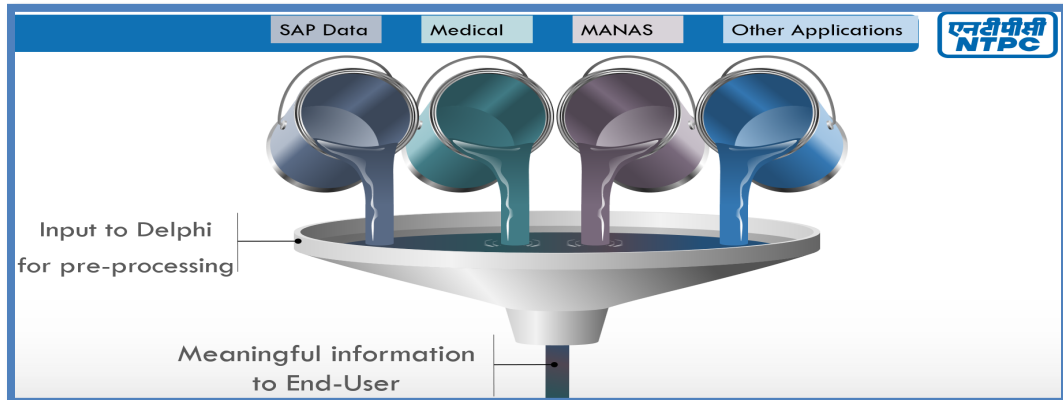 SAP Data
Medical
MANAS
Other Applications
एनटीपीसी
NTPC
Input to Delphi
for pre-processing
Meaningful information
to End-User